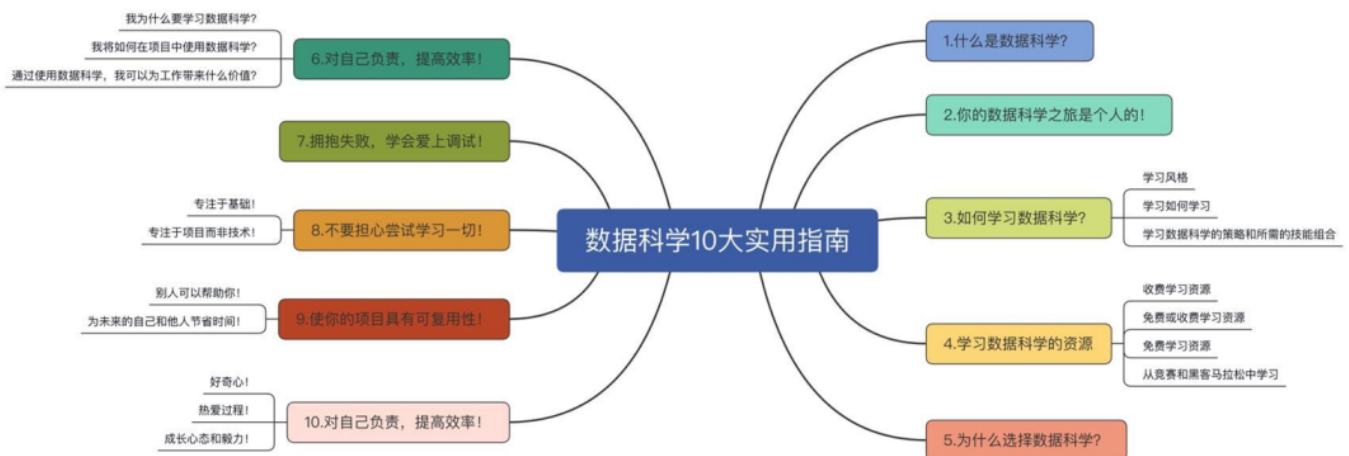 数据科学10大实用指南
1.什么是数据科学?
2.你的数据科学之旅是个人的!
3.如何学习数据科学?
学习风格
学习如何学习
学习数据科学的策略和所需的技能组合
4.学习数据科学的资源
收费学习资源
免费或收费学习资源
免费学习资源
从竞赛和黑客马拉松中学习
5.为什么选择数据科学?
6.对自己负责，提高效率!
我为什么要学习数据科学?
我将如何在项目中使用数据科学?
通过使用数据科学，我可以为工作带来什么价值?
7.拥抱失败，学会爱上调试!
8.不要担心尝试学习一切!
专注于基础!
专注于项目而非技术!
9.使你的项目具有可复用性!
别人可以帮助你!
为未来的自己和他人节省时间!
10.对自己负责，提高效率!
好奇心!
热爱过程!
成长心态和毅力!